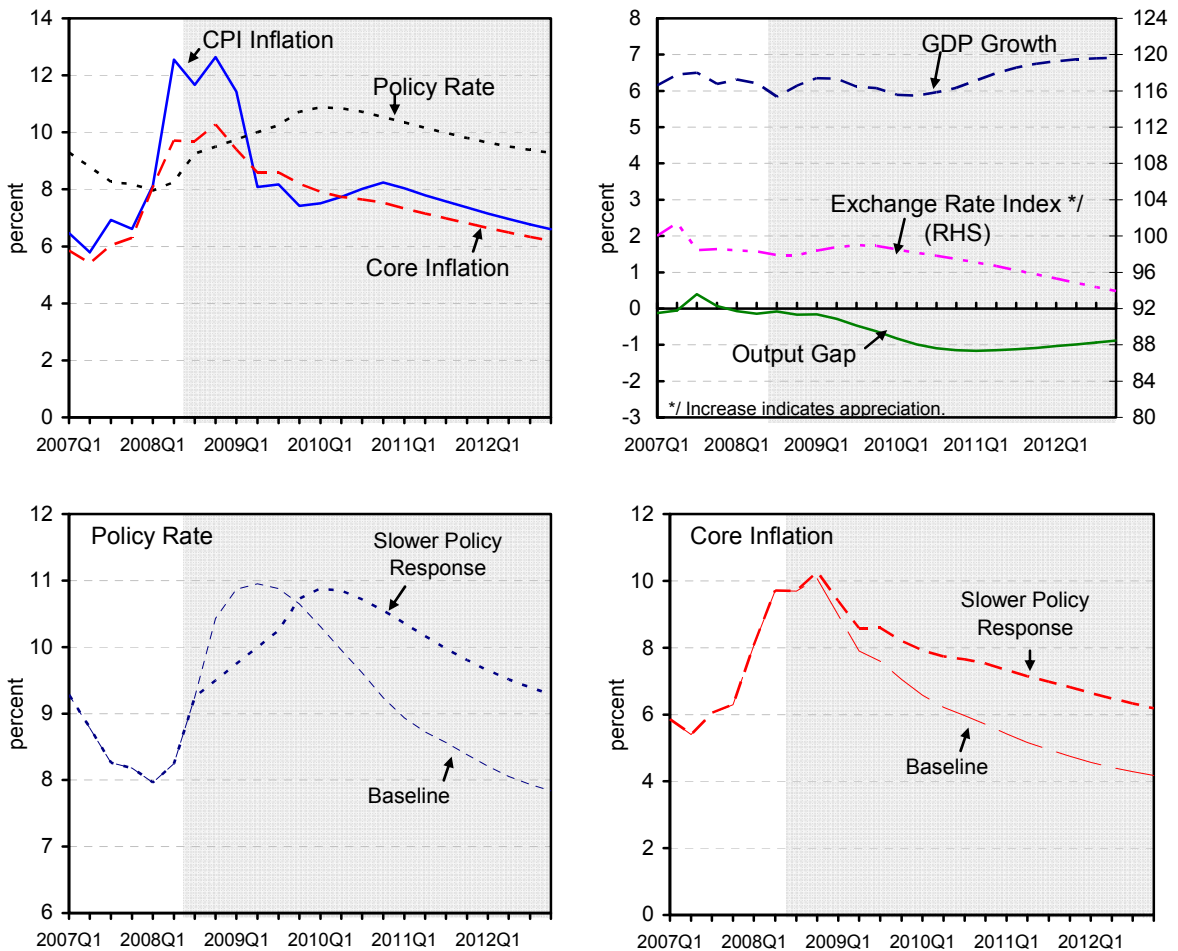 14
12
10
8
6
4
2
0
percent
CPI Inflation
Policy Rate
Core Inflation
2007Q1 2008Q1 2009Q1 2010Q1 2011Q1 2012Q1
8
7
6
5
4
3
2
1
0
-1
-2
-3
percent
124
120
116
112
108
104
100
96
92
88
84
80
GDP Growth
Exchange Rate Index */
(RHS)
Output Gap
*/ Increase indicates appreciation.
2007Q1 2008Q1 2009Q1 2010Q1 2011Q1 2012Q1
12
11
10
9
8
7
6
percent
Policy Rate
Slower Policy
Response
Baseline
2007Q1 2008Q1 2009Q1 2010Q1 2011Q1 2012Q1
12
10
8
6
4
2
0
percent
Core Inflation
Slower Policy
Response
Baseline
2007Q1 2008Q1 2009Q1 2010Q1 2011Q1 2012Q1